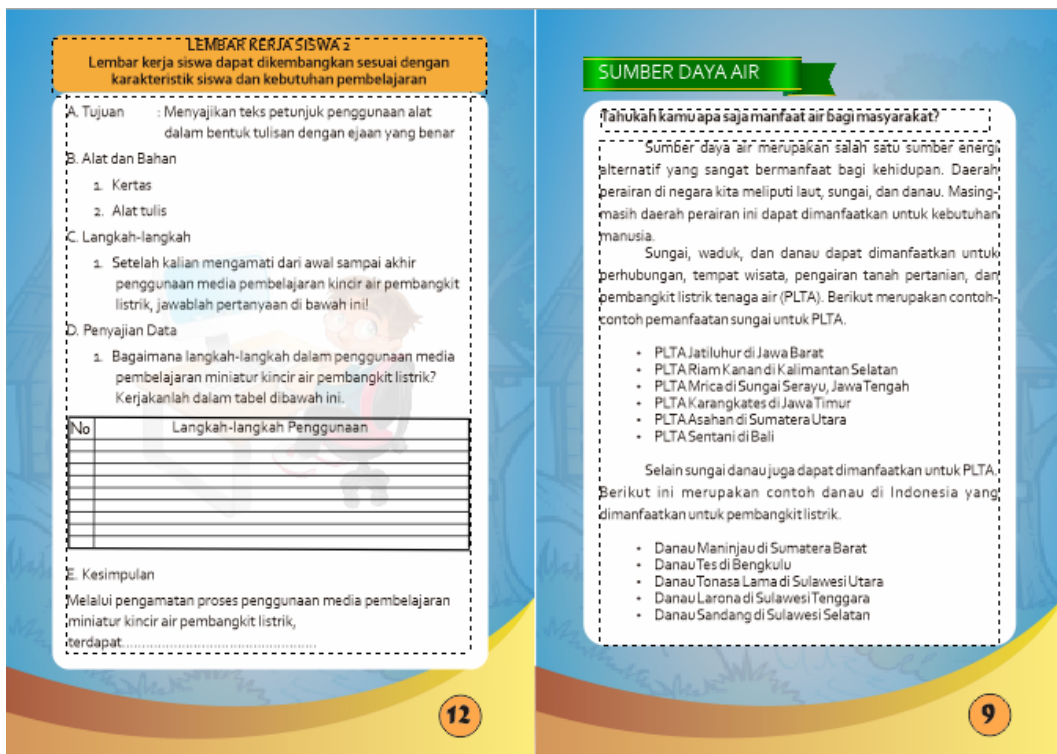 LEMBAR KERJA SISWA 2
Lembar kerja siswa dapat dikembangkan sesuai dengan
karakteristik siswa dan kebutuhan pembelajaran
A. Tujuan : Menyajikan teks petunjuk penggunaan alat
dalam bentuk tulisan dengan ejaan yang benar
B. Alat dan Bahan
1. Kertas
2. Alat tulis
C. Langkah-langkah
1. Setelah kalian mengamati dari awal sampai akhir
penggunaan media pembelajaran kincir air pembangkit
listrik, jawablah pertanyaan di bawah ini!
D. Penyajian Data
1. Bagaimana langkah-langkah dalam penggunaan media
pembelajaran miniatur kincir air pembangkit listrik?
Kerjakanlah dalam tabel dibawah ini.
No Langkah-langkah Penggunaan
E. Kesimpulan
Melalui pengamatan proses penggunaan media pembelajaran
miniatur kincir air pembangkit listrik,
terdapat......................................................
12
SUMBER DAYA AIR
Tahukah kamu apa saja manfaat air bagi masyarakat?
Sumber daya air merupakan salah satu sumber energi
alternatif yang sangat bermanfaat bagi kehidupan. Daerah
perairan di negara kita meliputi laut, sungai, dan danau. Masing-
masih daerah perairan ini dapat dimanfaatkan untuk kebutuhan
manusia.
Sungai, waduk, dan danau dapat dimanfaatkan untuk
perhubungan, tempat wisata, pengairan tanah pertanian, dan
pembangkit listrik tenaga air (PLTA). Berikut merupakan contoh-
contoh pemanfaatan sungai untuk PLTA.
• PLTA Jatiluhur di Jawa Barat
• PLTA Riam Kanan di Kalimantan Selatan
• PLTA Mrica di Sungai Serayu, Jawa Tengah
• PLTA Karangkates di Jawa Timur
• PLTA Asahan di Sumatera Utara
• PLTA Sentani di Bali
Selain sungai danau juga dapat dimanfaatkan untuk PLTA.
Berikut ini merupakan contoh danau di Indonesia yang
dimanfaatkan untuk pembangkit listrik.
• Danau Maninjau di Sumatera Barat
• Danau Tes di Bengkulu
• Danau Tonasa Lama di Sulawesi Utara
• Danau Larona di Sulawesi Tenggara
• Danau Sandang di Sulawesi Selatan
9